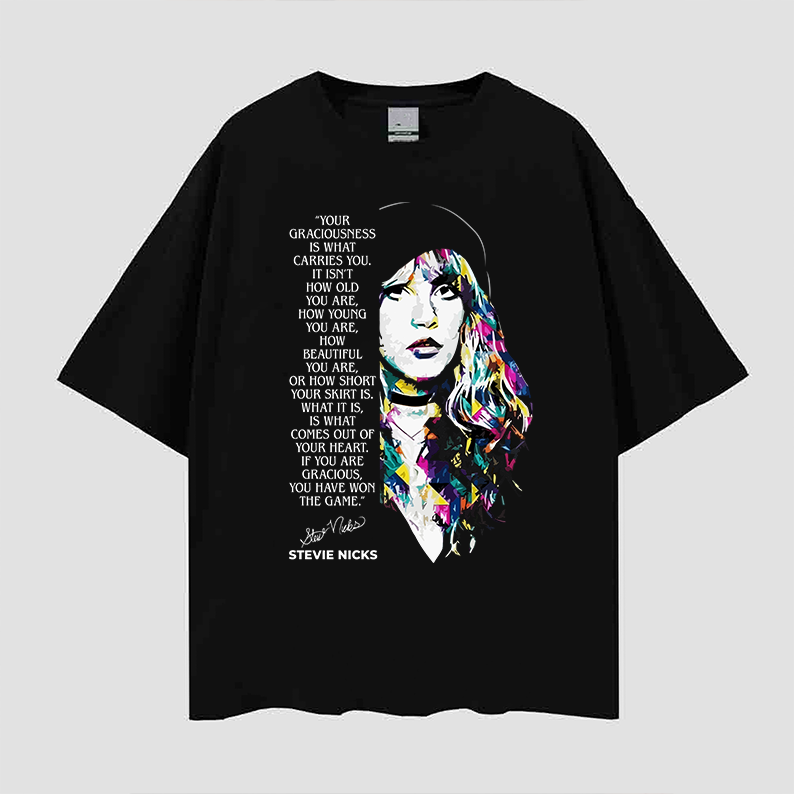 "YOUR
GRACIOUSNESS
IS WHAT
CARRIES YOU.
IT ISN'T
HOW OLD
YOU ARE,
HOW YOUNG
YOU ARE,
HOW
BEAUTIFUL
YOU ARE,
OR HOW SHORT
YOUR SKIRT IS.
WHAT IT IS,
IS WHAT
COMES OUT OF
YOUR HEART.
IF YOU ARE
GRACIOUS,
YOU HAVE WON
THE GAME."
Stevie Nicks
STEVIE NICKS